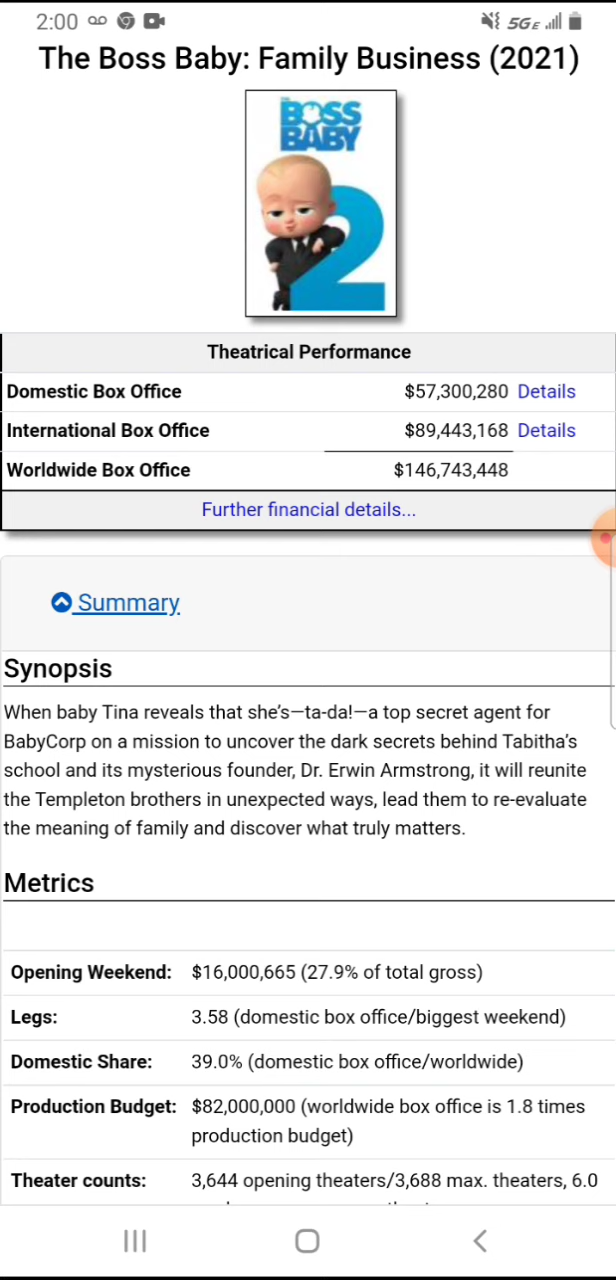 2:00
5GE
The Boss Baby: Family Business (2021)
BOSS
BABY
2
Theatrical Performance
Domestic Box Office $57,300,280 Details
International Box Office $89,443,168 Details
Worldwide Box Office $146,743,448
Further financial details...
Summary
Synopsis
When baby Tina reveals that she's—ta-da!—a top secret agent for
BabyCorp on a mission to uncover the dark secrets behind Tabitha's
school and its mysterious founder, Dr. Erwin Armstrong, it will reunite
the Templeton brothers in unexpected ways, lead them to re-evaluate
the meaning of family and discover what truly matters.
Metrics
Opening Weekend: $16,000,665 (27.9% of total gross)
Legs: 3.58 (domestic box office/biggest weekend)
Domestic Share: 39.0% (domestic box office/worldwide)
Production Budget: $82,000,000 (worldwide box office is 1.8 times
production budget)
Theater counts: 3,644 opening theaters/3,688 max. theaters, 6.0